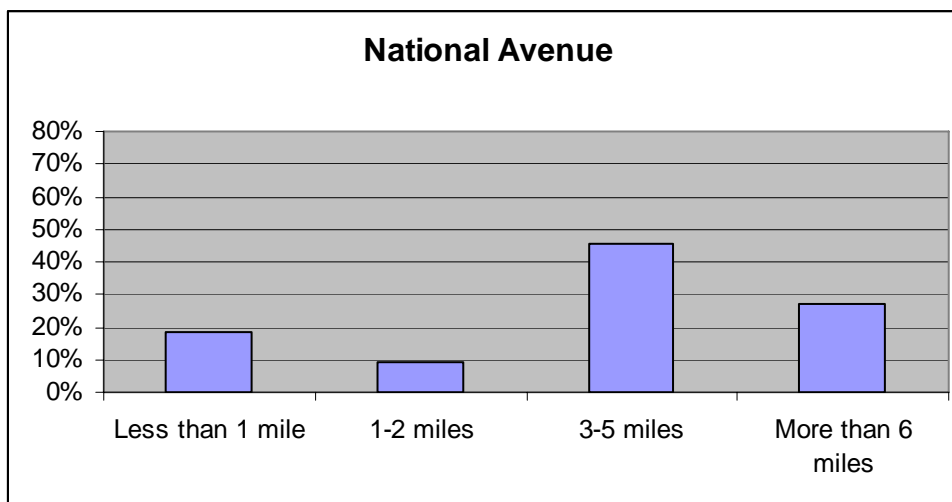 National Avenue
80%
70%
60%
50%
40%
30%
20%
10%
0%
Less than 1 mile
1-2 miles
3-5 miles
More than 6
miles